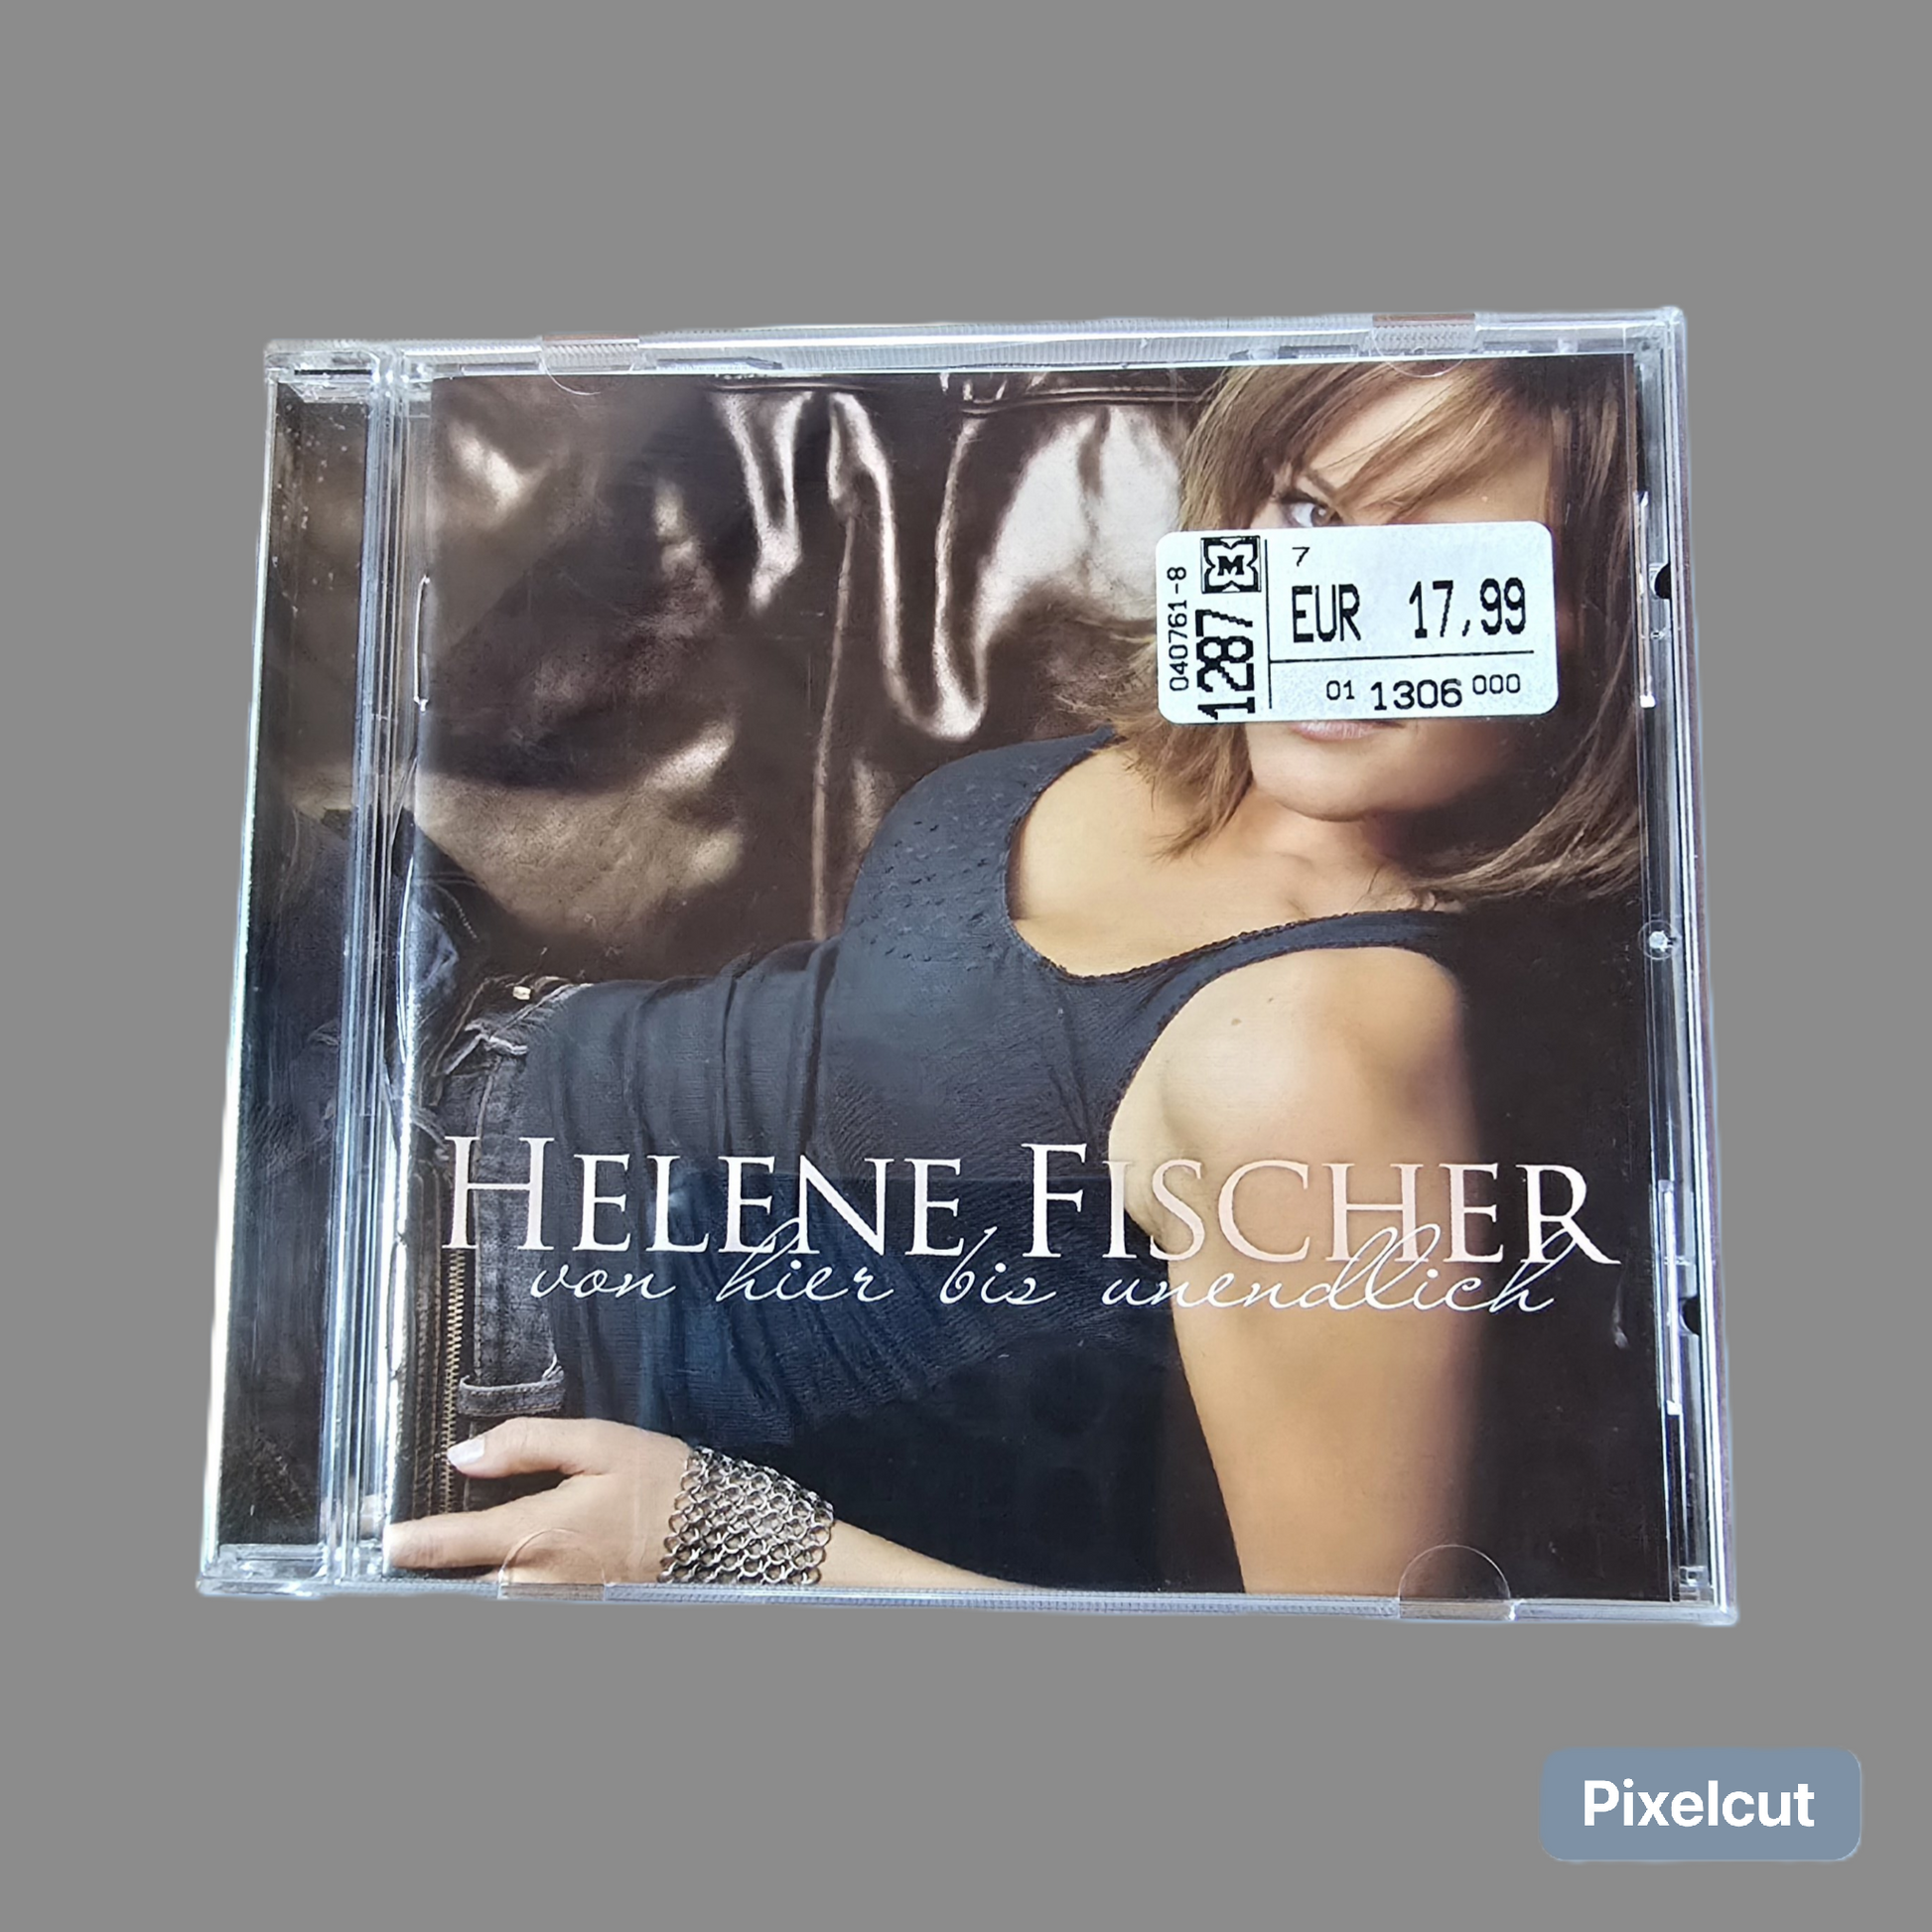 040761-8
1287 M
7
EUR 17,99
01 1306 000
HELENE FISCHER
von hier bis unendlich
Pixelcut